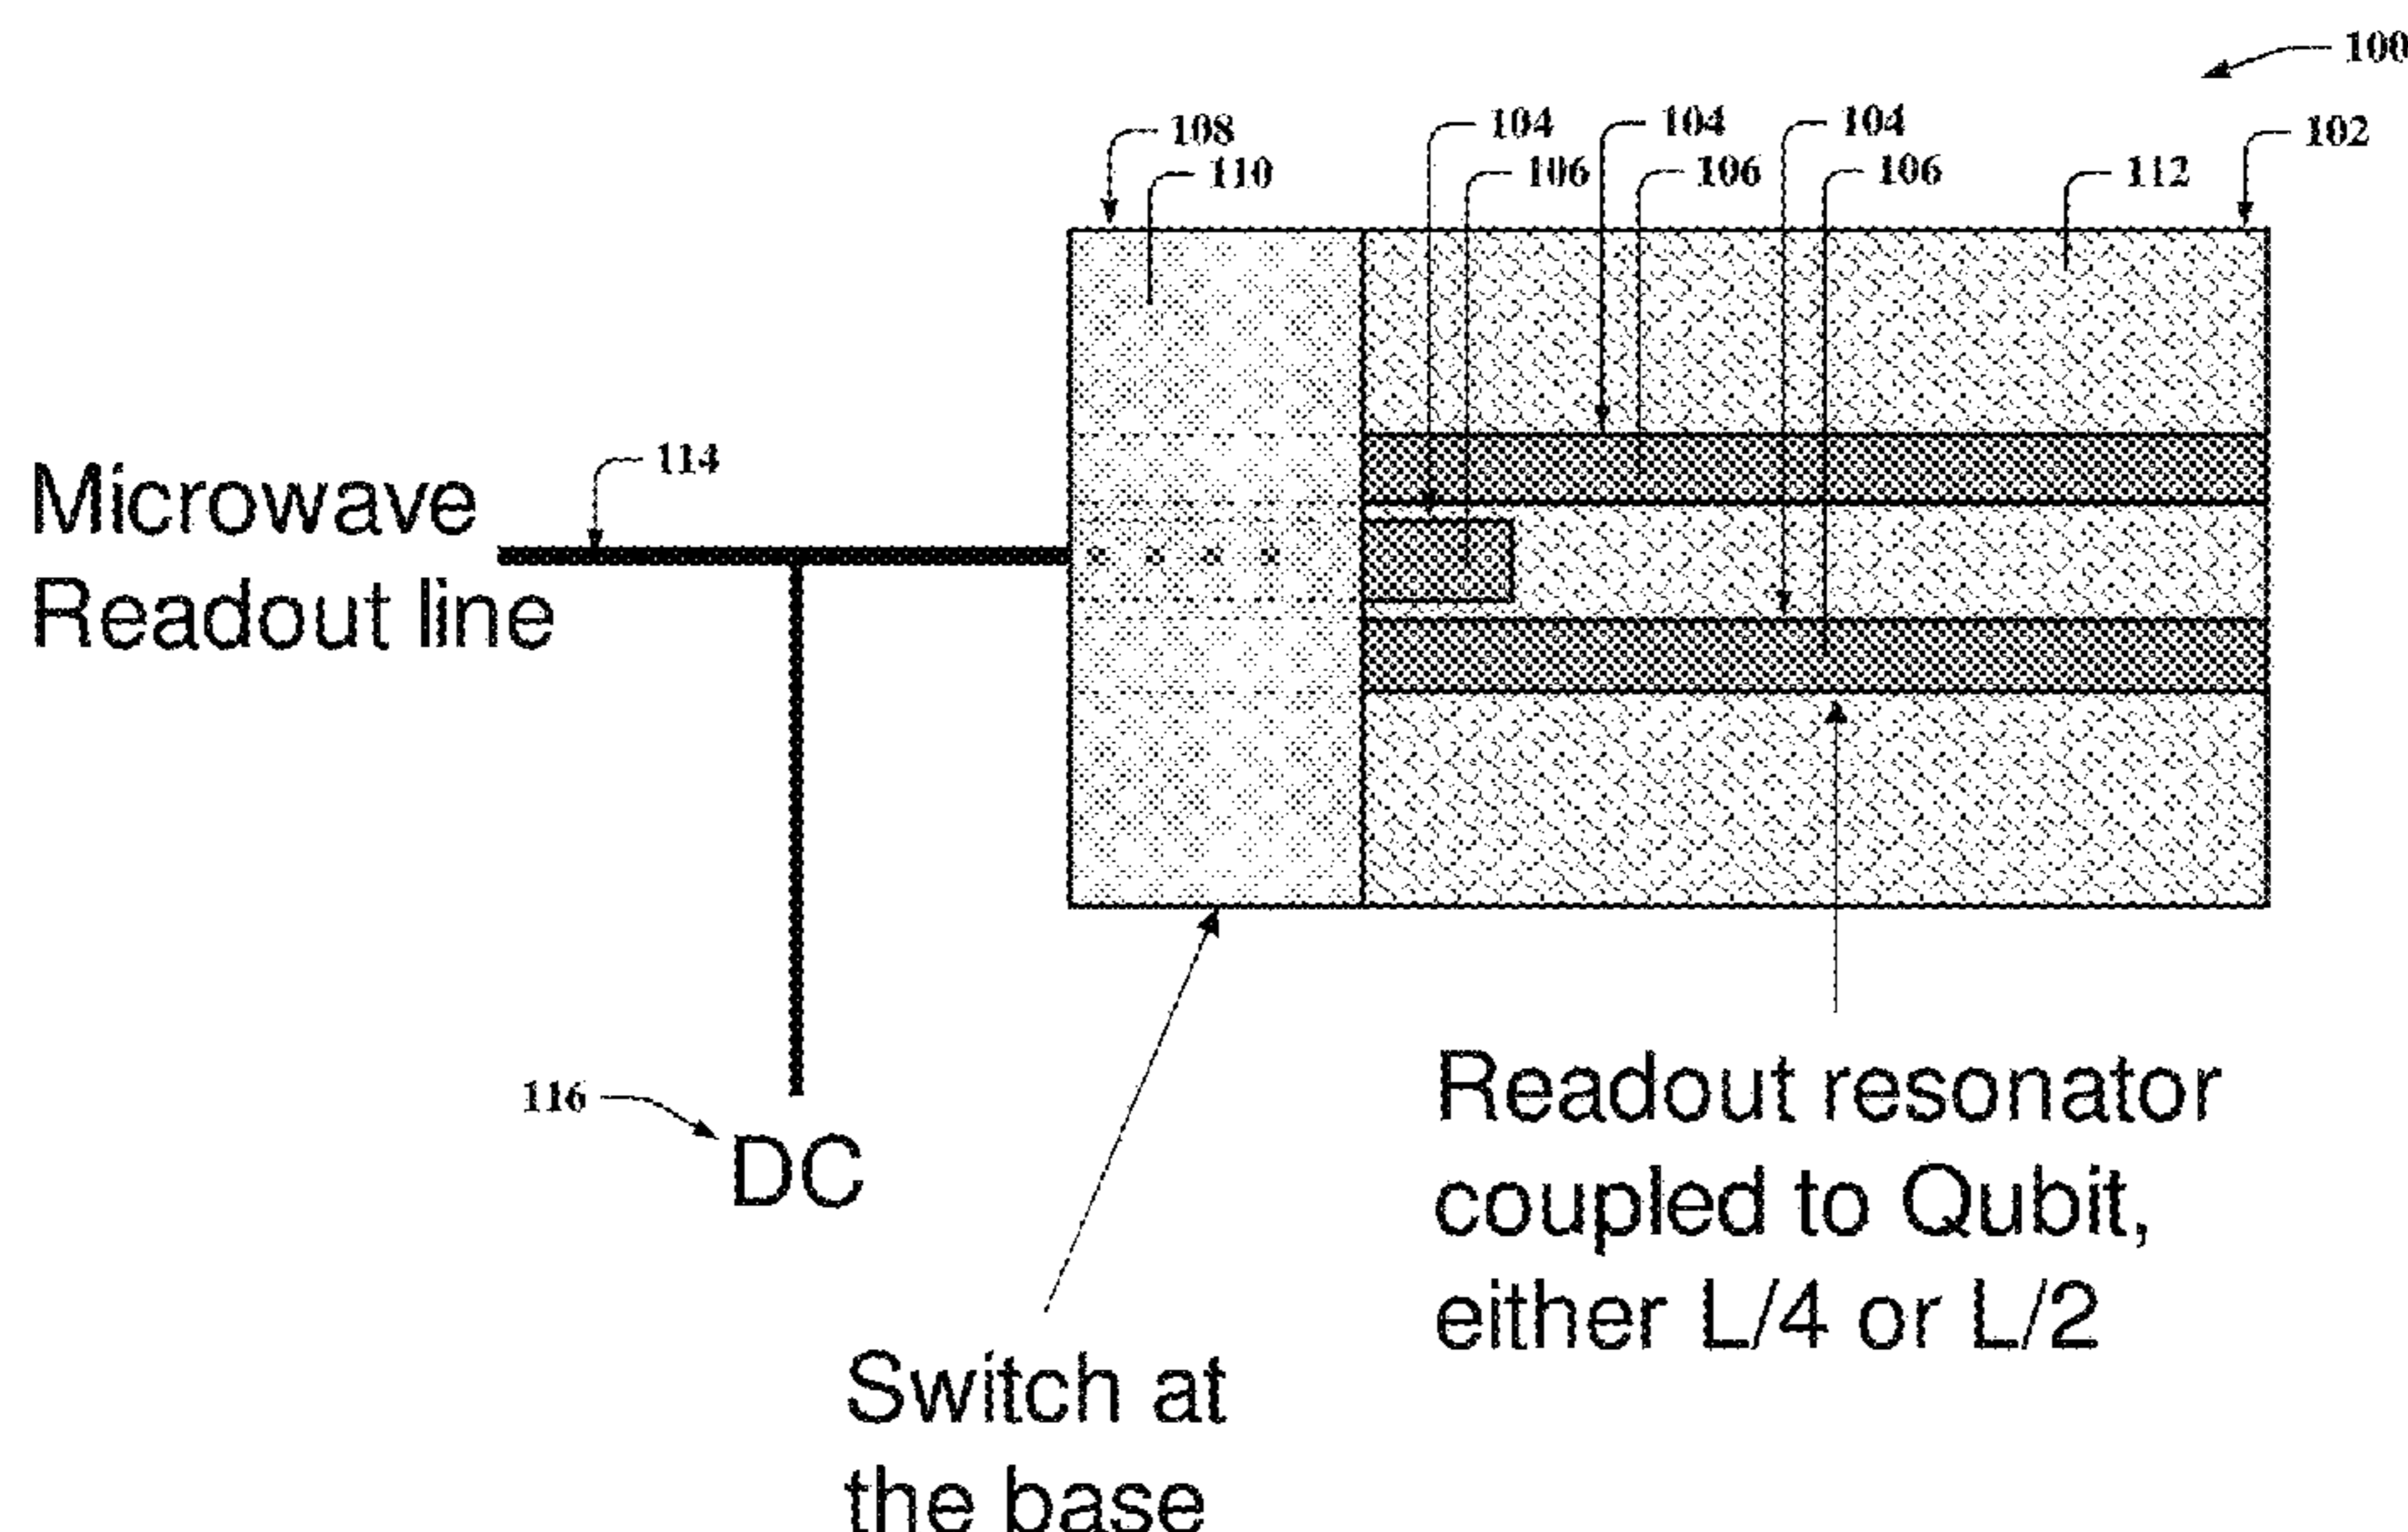 100
108
104
104
104
102
110
106
106
106
112
114
Microwave
Readout line
116
DC
Readout resonator
coupled to Qubit,
either L/4 or L/2
Switch at
the base